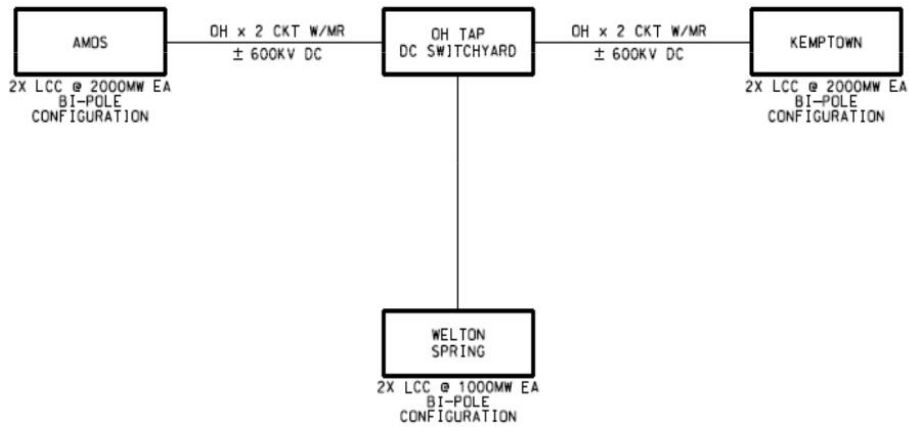 AMOS
2X LCC @ 2000MW EA
BI-POLE
CONFIGURATION
OH x 2 CKT W/MR
± 600KV DC
OH TAP
DC SWITCHYARD
OH x 2 CKT W/MR
± 600KV DC
KEMPTOWN
2X LCC @ 2000MW EA
BI-POLE
CONFIGURATION
WELTON
SPRING
2X LCC @ 1000MW EA
BI-POLE
CONFIGURATION